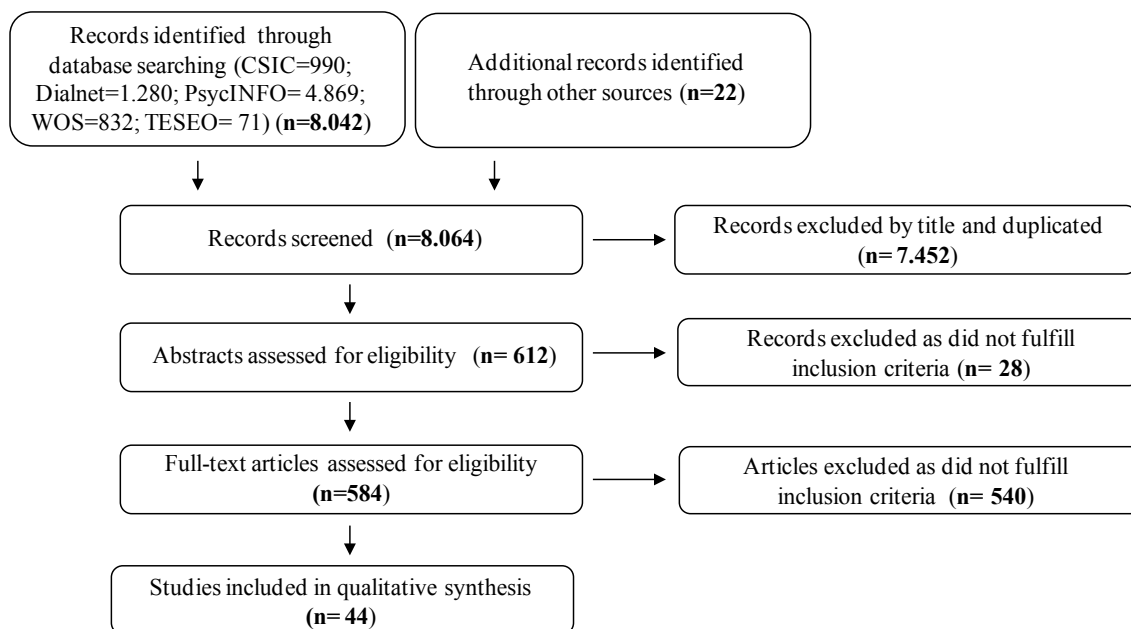 Records identified through
database searching (CSIC=990;
Dialnet=1.280; PsycINFO= 4.869;
WOS=832; TESEO= 71) (n=8.042)
Additional records identified
through other sources (n=22)
Records screened (n=8.064)
Records excluded by title and duplicated
(n= 7.452)
Abstracts assessed for eligibility (n= 612)
Records excluded as did not fulfill
inclusion criteria (n= 28)
Full-text articles assessed for eligibility
(n=584)
Articles excluded as did not fulfill
inclusion criteria (n= 540)
Studies included in qualitative synthesis
(n= 44)